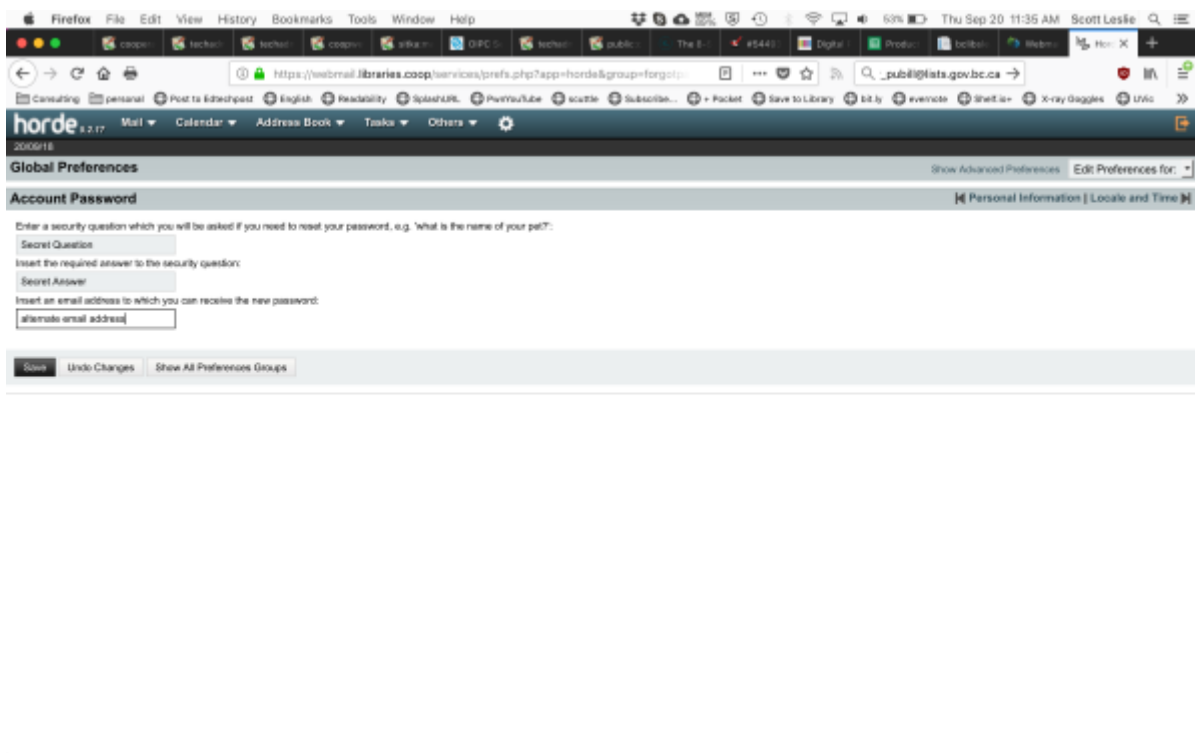 Firefox File Edit View History Bookmarks Tools Window Help 63% Thu Sep 20 11:35 AM Scott Leslie
The E- Digital Produc
https://webmail.libraries.coop/services/prefs.php?app=horde&group=forgot _pubill@lists.gov.bc.ca
Consulting personal Post to Edtechpost English Readability SplashURL PwnYouTube scuttle Subscribe... + Pocket Save to Library bit.ly evernote X-ray Goggles UVic
horde Mail Calendar Address Book Tasks Others
20/09/18
Global Preferences Show Advanced Preferences Edit Preferences for:
Account Password Personal Information | Locale and Time
Enter a security question which you will be asked if you need to reset your password, e.g. 'what is the name of your pet?':
Secret Question
Insert the required answer to the security question:
Secret Answer
Insert an email address to which you can receive the new password:
alternate email address
Save Undo Changes Show All Preferences Groups